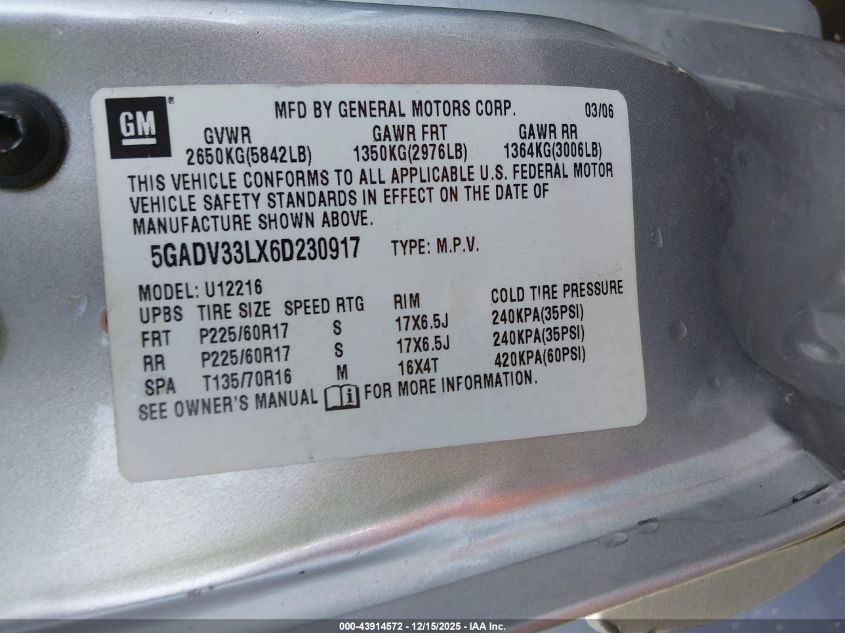 GM® MFD BY GENERAL MOTORS CORP. 03/06
GVWR GAWR FRT GAWR RR
2650KG(5842LB) 1350KG(2976LB) 1364KG(3006LB)
THIS VEHICLE CONFORMS TO ALL APPLICABLE U.S. FEDERAL MOTOR
VEHICLE SAFETY STANDARDS IN EFFECT ON THE DATE OF
MANUFACTURE SHOWN ABOVE.
5GADV33LX6D230917 TYPE: M.P.V.
MODEL: U12216
UPBS TIRE SIZE SPEED RTG RIM COLD TIRE PRESSURE
FRT P225/60R17 S 17X6.5J 240KPA(35PSI)
RR P225/60R17 S 17X6.5J 240KPA(35PSI)
SPA T135/70R16 M 16X4T 420KPA(60PSI)
SEE OWNER'S MANUAL i FOR MORE INFORMATION.
000-43914572 - 12/15/2025 - IAA Inc.